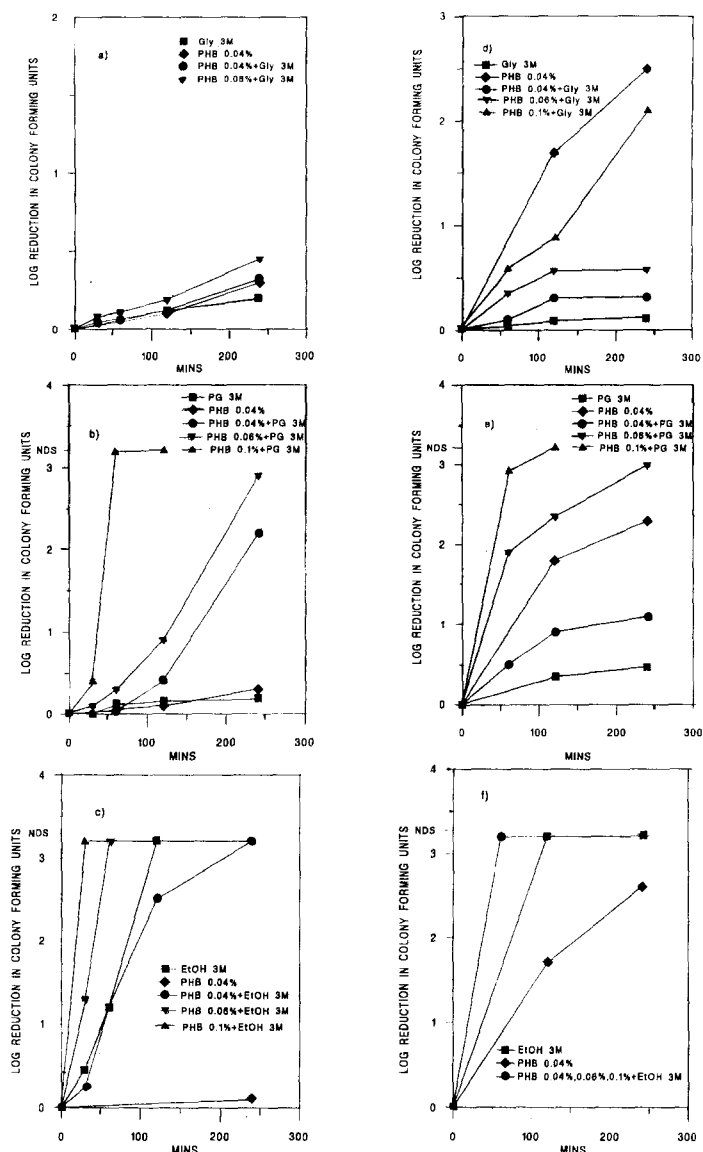 a)
Gly 3M
PHB 0.04%
PHB 0.04%+Gly 3M
PHB 0.06%+Gly 3M
LOG REDUCTION IN COLONY FORMING UNITS
2
1
0
0 100 200 300
MINS
d)
Gly 3M
PHB 0.04%
PHB 0.04%+Gly 3M
PHB 0.06%+Gly 3M
PHB 0.1%+Gly 3M
LOG REDUCTION IN COLONY FORMING UNITS
3
2
1
0
0 100 200 300
MINS
b)
PG 3M
PHB 0.04%
PHB 0.04%+PG 3M
PHB 0.06%+PG 3M
PHB 0.1%+PG 3M
LOG REDUCTION IN COLONY FORMING UNITS
4
NDS
3
2
1
0
0 100 200 300
MINS
e)
PG 3M
PHB 0.04%
PHB 0.04%+PG 3M
PHB 0.06%+PG 3M
PHB 0.1%+PG 3M
LOG REDUCTION IN COLONY FORMING UNITS
4
NDS
3
2
1
0
0 100 200 300
MINS
c)
EtOH 3M
PHB 0.04%
PHB 0.04%+EtOH 3M
PHB 0.06%+EtOH 3M
PHB 0.1%+EtOH 3M
LOG REDUCTION IN COLONY FORMING UNITS
4
NDS
3
2
1
0
0 100 200 300
MINS
f)
EtOH 3M
PHB 0.04%
PHB 0.04%,0.06%,0.1%+EtOH 3M
LOG REDUCTION IN COLONY FORMING UNITS
4
NDS
3
2
1
0
0 100 200 300
MINS